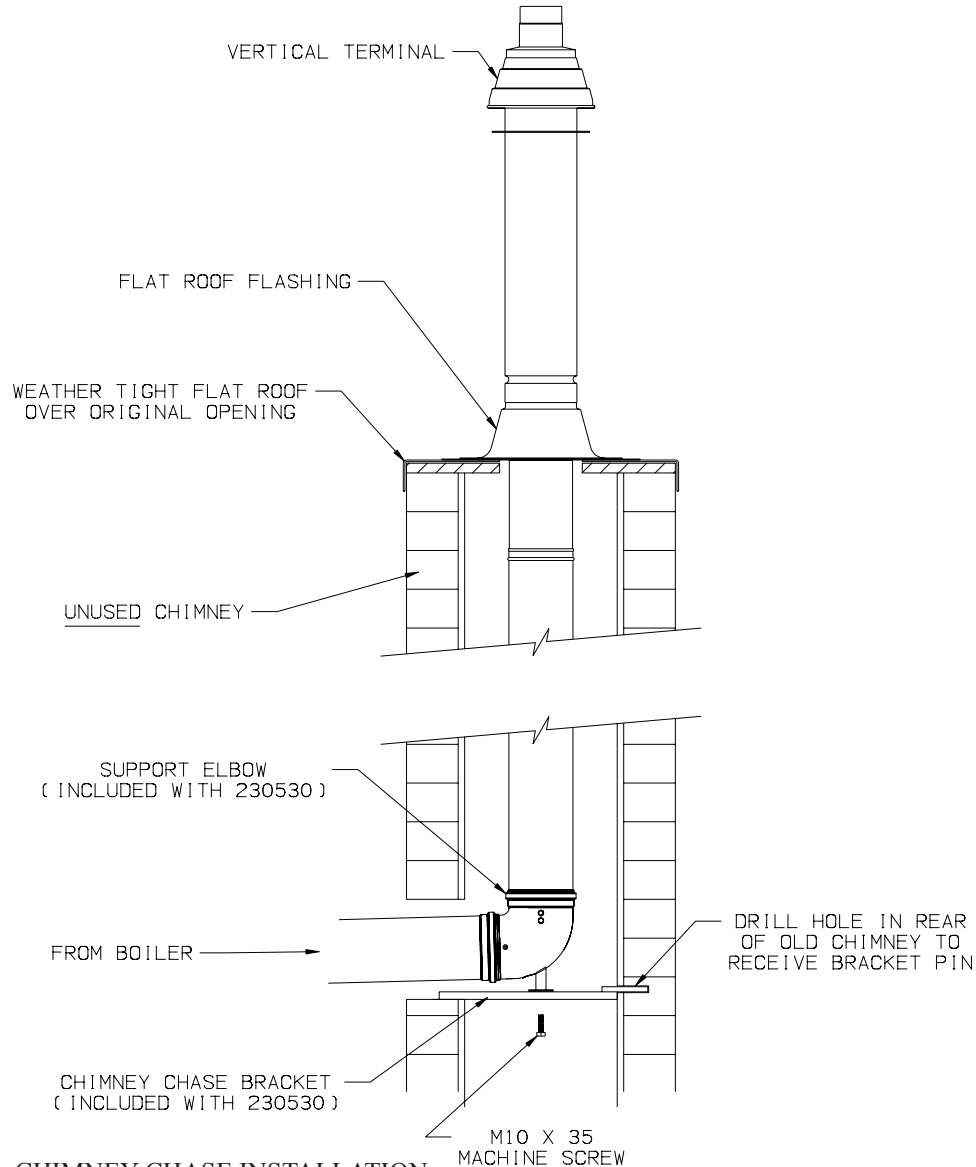 VERTICAL TERMINAL
FLAT ROOF FLASHING
WEATHER TIGHT FLAT ROOF
OVER ORIGINAL OPENING
UNUSED CHIMNEY
SUPPORT ELBOW
(INCLUDED WITH 230530)
FROM BOILER
DRILL HOLE IN REAR
OF OLD CHIMNEY TO
RECEIVE BRACKET PIN
CHIMNEY CHASE BRACKET
(INCLUDED WITH 230530)
M10 X 35
MACHINE SCREW
CHIMNEY CHASE INSTALLATION